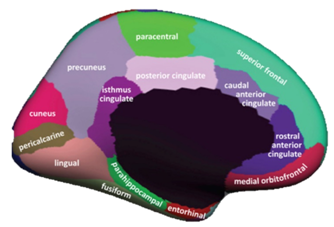 paracentral
superior frontal
precuneus
posterior cingulate
isthmus
cingulate
caudal
anterior
cingulate
cuneus
rostral
anterior
cingulate
pericalcarine
lingual
parahippocampal
medial orbitofrontal
fusiform
entorhinal